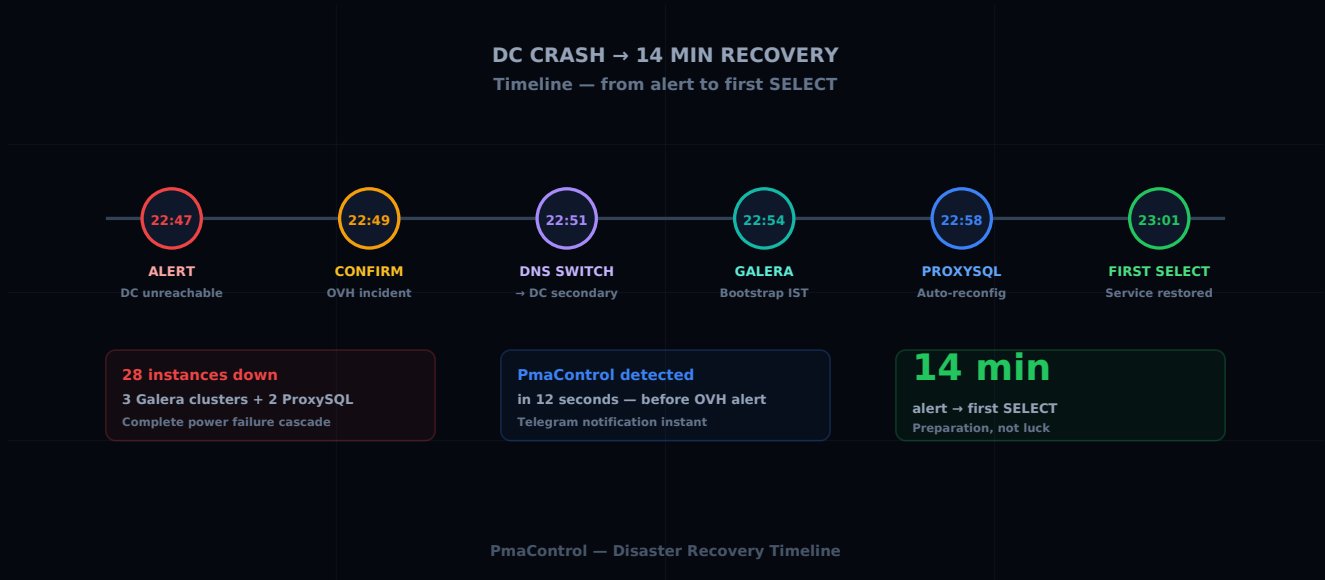 DC CRASH → 14 MIN RECOVERY
Timeline — from alert to first SELECT
22:47
22:49
22:51
22:54
22:58
23:01
ALERT
CONFIRM
DNS SWITCH
GALERA
PROXYSQL
FIRST SELECT
DC unreachable
OVH incident
→ DC secondary
Bootstrap IST
Auto-reconfig
Service restored
28 instances down
3 Galera clusters + 2 ProxySQL
Complete power failure cascade
PmaControl detected
in 12 seconds — before OVH alert
Telegram notification instant
14 min
alert → first SELECT
Preparation, not luck
PmaControl — Disaster Recovery Timeline